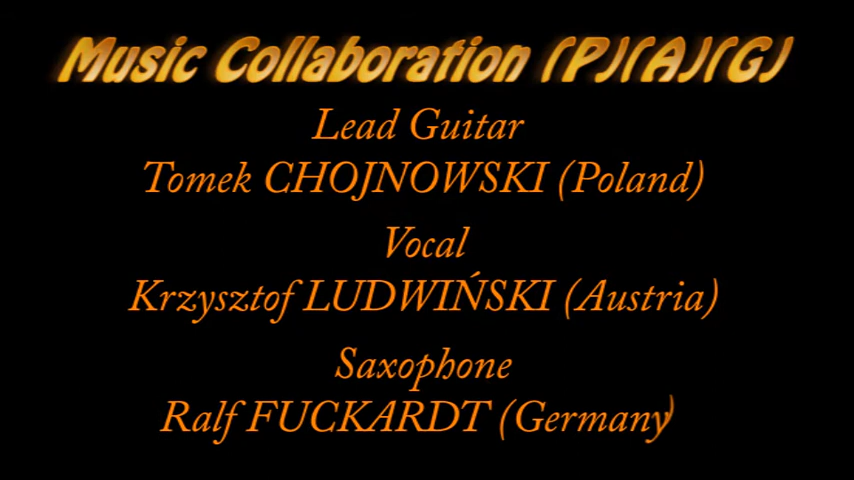 Music Collaboration (P)(A)(G)
Lead Guitar
Tomek CHOJNOWSKI (Poland)
Vocal
Krzysztof LUDWIŃSKI (Austria)
Saxophone
Ralf FUCKARDT (Germany)